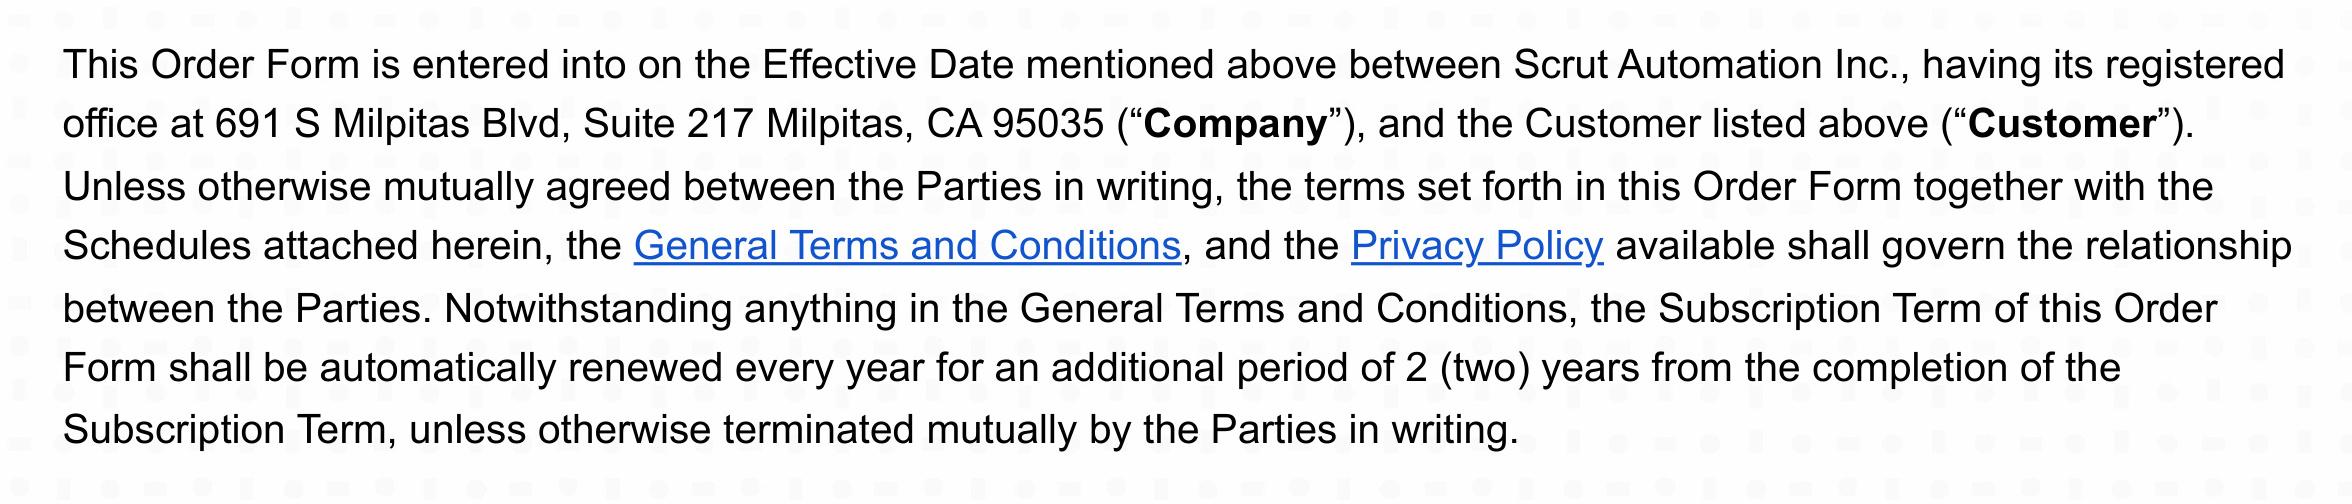 This Order Form is entered into on the Effective Date mentioned above between Scrut Automation Inc., having its registered
office at 691 S Milpitas Blvd, Suite 217 Milpitas, CA 95035 (“Company”), and the Customer listed above (“Customer”).
Unless otherwise mutually agreed between the Parties in writing, the terms set forth in this Order Form together with the
Schedules attached herein, the General Terms and Conditions, and the Privacy Policy available shall govern the relationship
between the Parties. Notwithstanding anything in the General Terms and Conditions, the Subscription Term of this Order
Form shall be automatically renewed every year for an additional period of 2 (two) years from the completion of the
Subscription Term, unless otherwise terminated mutually by the Parties in writing.